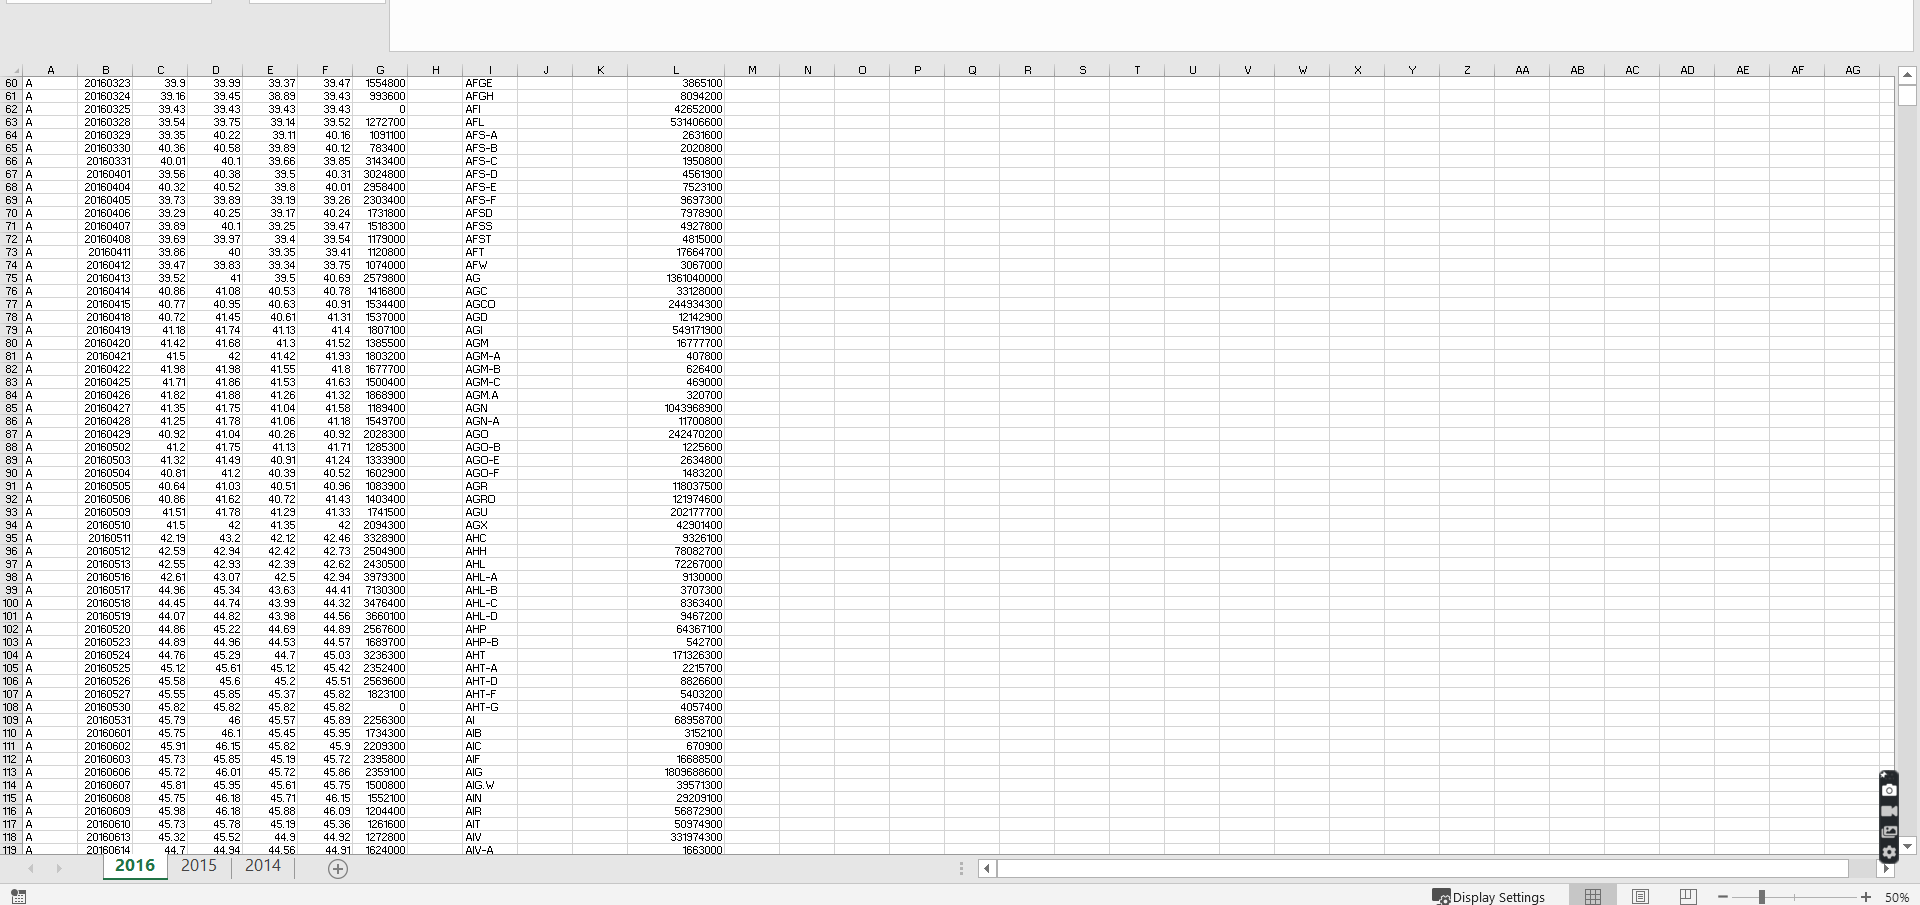 A B C D E F G H I J K L M N O P Q R S T U V W X Y Z AA AB AC AD AE AF AG
60 A 20160323 39.9 39.99 39.37 39.47 1554800 AFGE 3865100
61 A 20160324 39.16 39.45 38.89 39.43 993600 AFGH 8094200
62 A 20160325 39.43 39.43 39.43 39.43 0 AFI 42652000
63 A 20160328 39.54 39.75 39.14 39.52 1272700 AFL 531406600
64 A 20160329 39.35 40.22 39.11 40.16 1091100 AFS-A 2631600
65 A 20160330 40.36 40.58 39.89 40.12 783400 AFS-B 2020800
66 A 20160331 40.01 40.1 39.66 39.85 3143400 AFS-C 1950800
67 A 20160401 39.56 40.38 39.5 40.31 3024800 AFS-D 4561900
68 A 20160404 40.32 40.52 39.8 40.01 2958400 AFS-E 7523100
69 A 20160405 39.73 39.89 39.19 39.26 2303400 AFS-F 9697300
70 A 20160406 39.29 40.25 39.17 40.24 1731800 AFSD 7978900
71 A 20160407 39.89 40.1 39.25 39.47 1518300 AFSS 4927800
72 A 20160408 39.69 39.97 39.4 39.54 1179000 AFST 4815000
73 A 20160411 39.86 40 39.35 39.41 1120800 AFT 17664700
74 A 20160412 39.47 39.83 39.34 39.75 1074000 AFW 3067000
75 A 20160413 39.52 41 39.5 40.69 2579800 AG 1361040000
76 A 20160414 40.86 41.08 40.53 40.78 1416800 AGC 33128000
77 A 20160415 40.77 40.95 40.63 40.91 1534400 AGCO 244934300
78 A 20160418 40.72 41.45 40.61 41.31 1537000 AGD 12142900
79 A 20160419 41.18 41.74 41.13 41.4 1807100 AGI 549171900
80 A 20160420 41.42 41.68 41.3 41.52 1385500 AGM 16777700
81 A 20160421 41.5 42 41.42 41.93 1803200 AGM-A 407800
82 A 20160422 41.98 41.98 41.55 41.8 1677700 AGM-B 626400
83 A 20160425 41.71 41.86 41.53 41.63 1500400 AGM-C 469000
84 A 20160426 41.82 41.88 41.26 41.32 1868900 AGM.A 320700
85 A 20160427 41.35 41.75 41.04 41.58 1189400 AGN 1043968900
86 A 20160428 41.25 41.78 41.06 41.18 1549700 AGN-A 11700800
87 A 20160429 40.92 41.04 40.26 40.92 2028300 AGO 242470200
88 A 20160502 41.2 41.75 41.13 41.71 1285300 AGO-B 1225600
89 A 20160503 41.32 41.49 40.91 41.24 1333900 AGO-E 2634800
90 A 20160504 40.81 41.2 40.39 40.52 1602900 AGO-F 1483200
91 A 20160505 40.64 41.03 40.51 40.96 1083900 AGR 118037500
92 A 20160506 40.86 41.62 40.72 41.43 1403400 AGRO 121974600
93 A 20160509 41.51 41.78 41.29 41.33 1741500 AGU 202177700
94 A 20160510 41.5 42 41.35 42 2094300 AGX 42901400
95 A 20160511 42.19 43.2 42.12 42.46 3328900 AHC 9326100
96 A 20160512 42.59 42.94 42.42 42.73 2504900 AHH 78082700
97 A 20160513 42.55 42.93 42.39 42.62 2430500 AHL 72267000
98 A 20160516 42.61 43.07 42.5 42.94 3979300 AHL-A 9130000
99 A 20160517 44.96 45.34 43.63 44.41 7130300 AHL-B 3707300
100 A 20160518 44.45 44.74 43.99 44.32 3476400 AHL-C 8363400
101 A 20160519 44.07 44.82 43.98 44.56 3660100 AHL-D 9467200
102 A 20160520 44.86 45.22 44.69 44.89 2567600 AHP 64367100
103 A 20160523 44.89 44.96 44.53 44.57 1689700 AHP-B 542700
104 A 20160524 44.76 45.29 44.7 45.03 3236300 AHT 171326300
105 A 20160525 45.12 45.61 45.12 45.42 2352400 AHT-A 2215700
106 A 20160526 45.58 45.6 45.2 45.51 2569600 AHT-D 8826600
107 A 20160527 45.55 45.85 45.37 45.82 1823100 AHT-F 5403200
108 A 20160530 45.82 45.82 45.82 45.82 0 AHT-G 4057400
109 A 20160531 45.79 46 45.57 45.89 2256300 AI 68958700
110 A 20160601 45.75 46.1 45.45 45.95 1734300 AIB 3152100
111 A 20160602 45.91 46.15 45.82 45.9 2209300 AIC 670900
112 A 20160603 45.73 45.85 45.19 45.72 2395800 AIF 16688500
113 A 20160606 45.72 46.01 45.72 45.86 2359100 AIG 1809688600
114 A 20160607 45.81 45.95 45.61 45.75 1500800 AIG.W 39571300
115 A 20160608 45.75 46.18 45.71 46.15 1552100 AIN 29209100
116 A 20160609 45.98 46.18 45.88 46.09 1204400 AIR 56872900
117 A 20160610 45.73 45.78 45.19 45.36 1261600 AIT 50974900
118 A 20160613 45.32 45.52 44.9 44.92 1272800 AIV 331974300
119 A 20160614 44.7 44.94 44.56 44.91 1624000 AIV-A 1663000
2016 2015 2014
Display Settings 50%